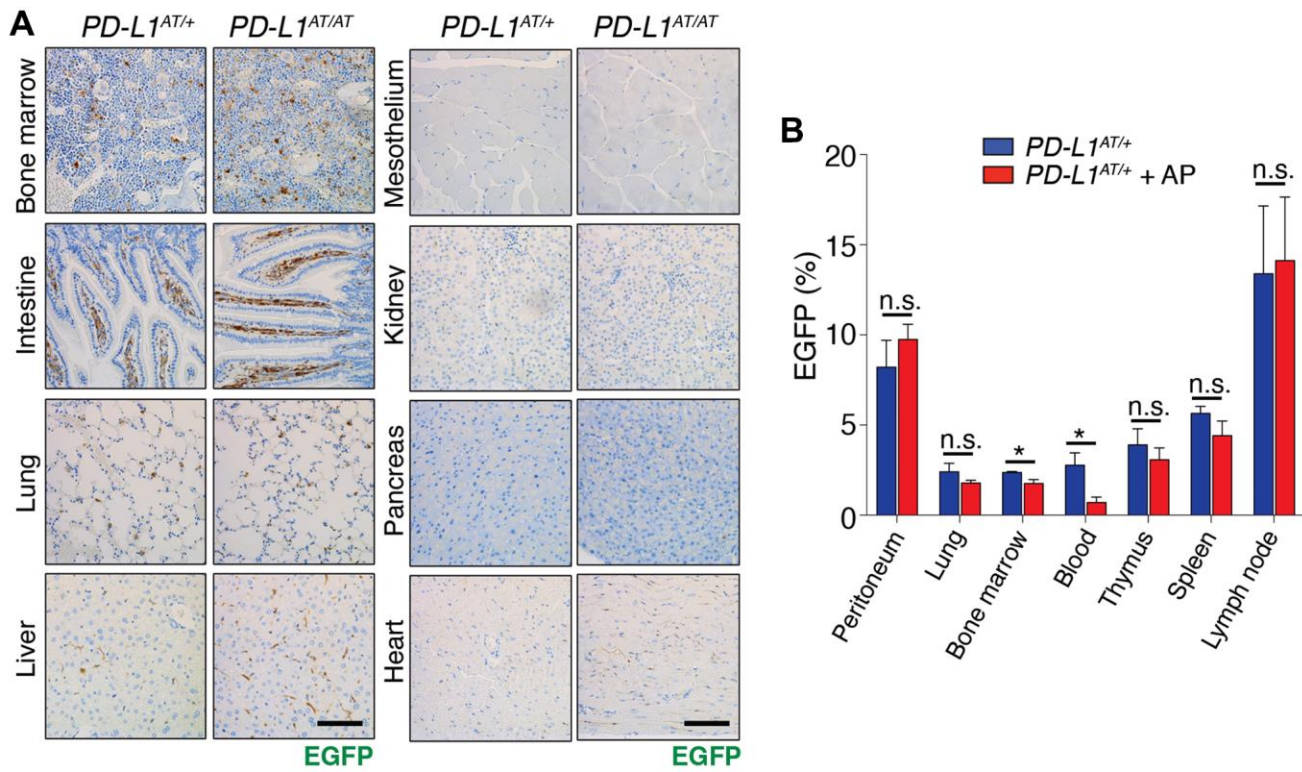 A
PD-L1AT/+ PD-L1AT/AT PD-L1AT/+ PD-L1AT/AT
Bone marrow
Intestine
Lung
Liver
Mesothelium
Kidney
Pancreas
Heart
EGFP
EGFP
B
PD-L1AT/+
PD-L1AT/+ + AP
EGFP (%)
20
15
10
5
0
n.s.
n.s.
*
*
n.s.
n.s.
n.s.
Peritoneum
Lung
Bone marrow
Blood
Thymus
Spleen
Lymph node